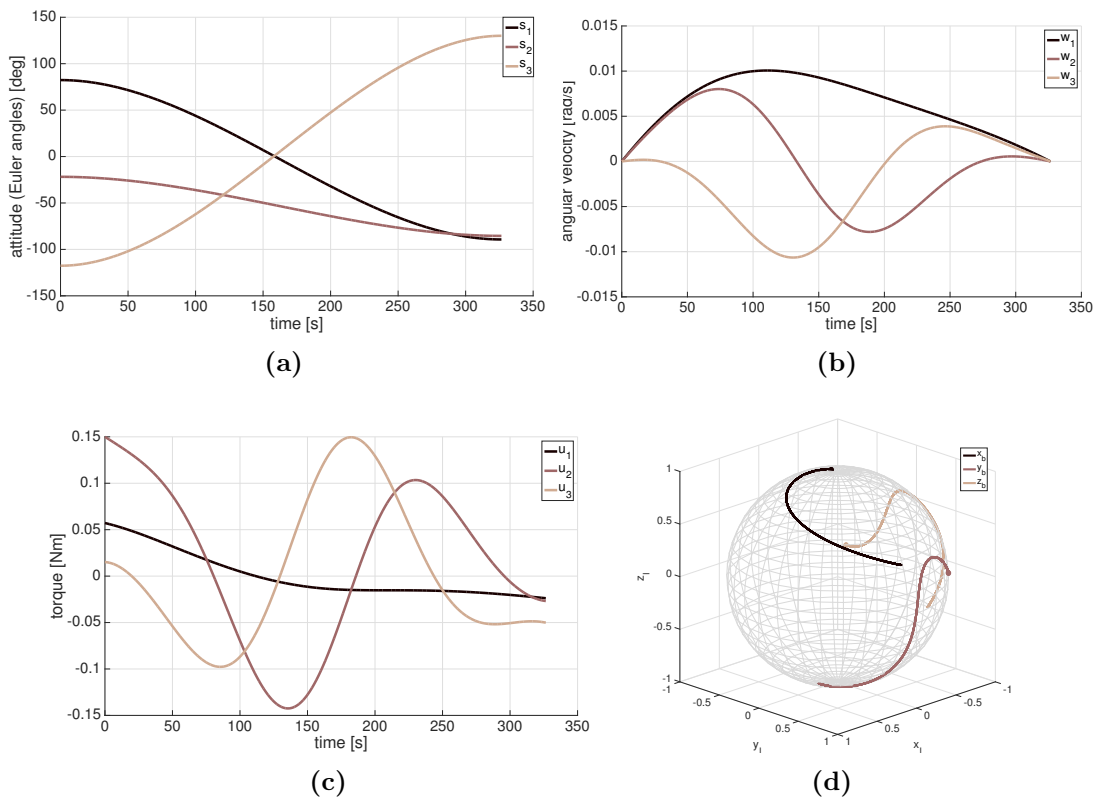 150
100
50
0
-50
-100
-150
0 50 100 150 200 250 300 350
attitude (Euler angles) [deg]
time [s]
s1
s2
s3
(a)
0.015
0.01
0.005
0
-0.005
-0.01
-0.015
0 50 100 150 200 250 300 350
angular velocity [rad/s]
time [s]
w1
w2
w3
(b)
0.15
0.1
0.05
0
-0.05
-0.1
-0.15
0 50 100 150 200 250 300 350
torque [Nm]
time [s]
u1
u2
u3
(c)
xb
yb
zb
1
0.5
0
-0.5
-1
zI
-1 -0.5 0 0.5 1
yI
1 0.5 0 -0.5 -1
xI
(d)